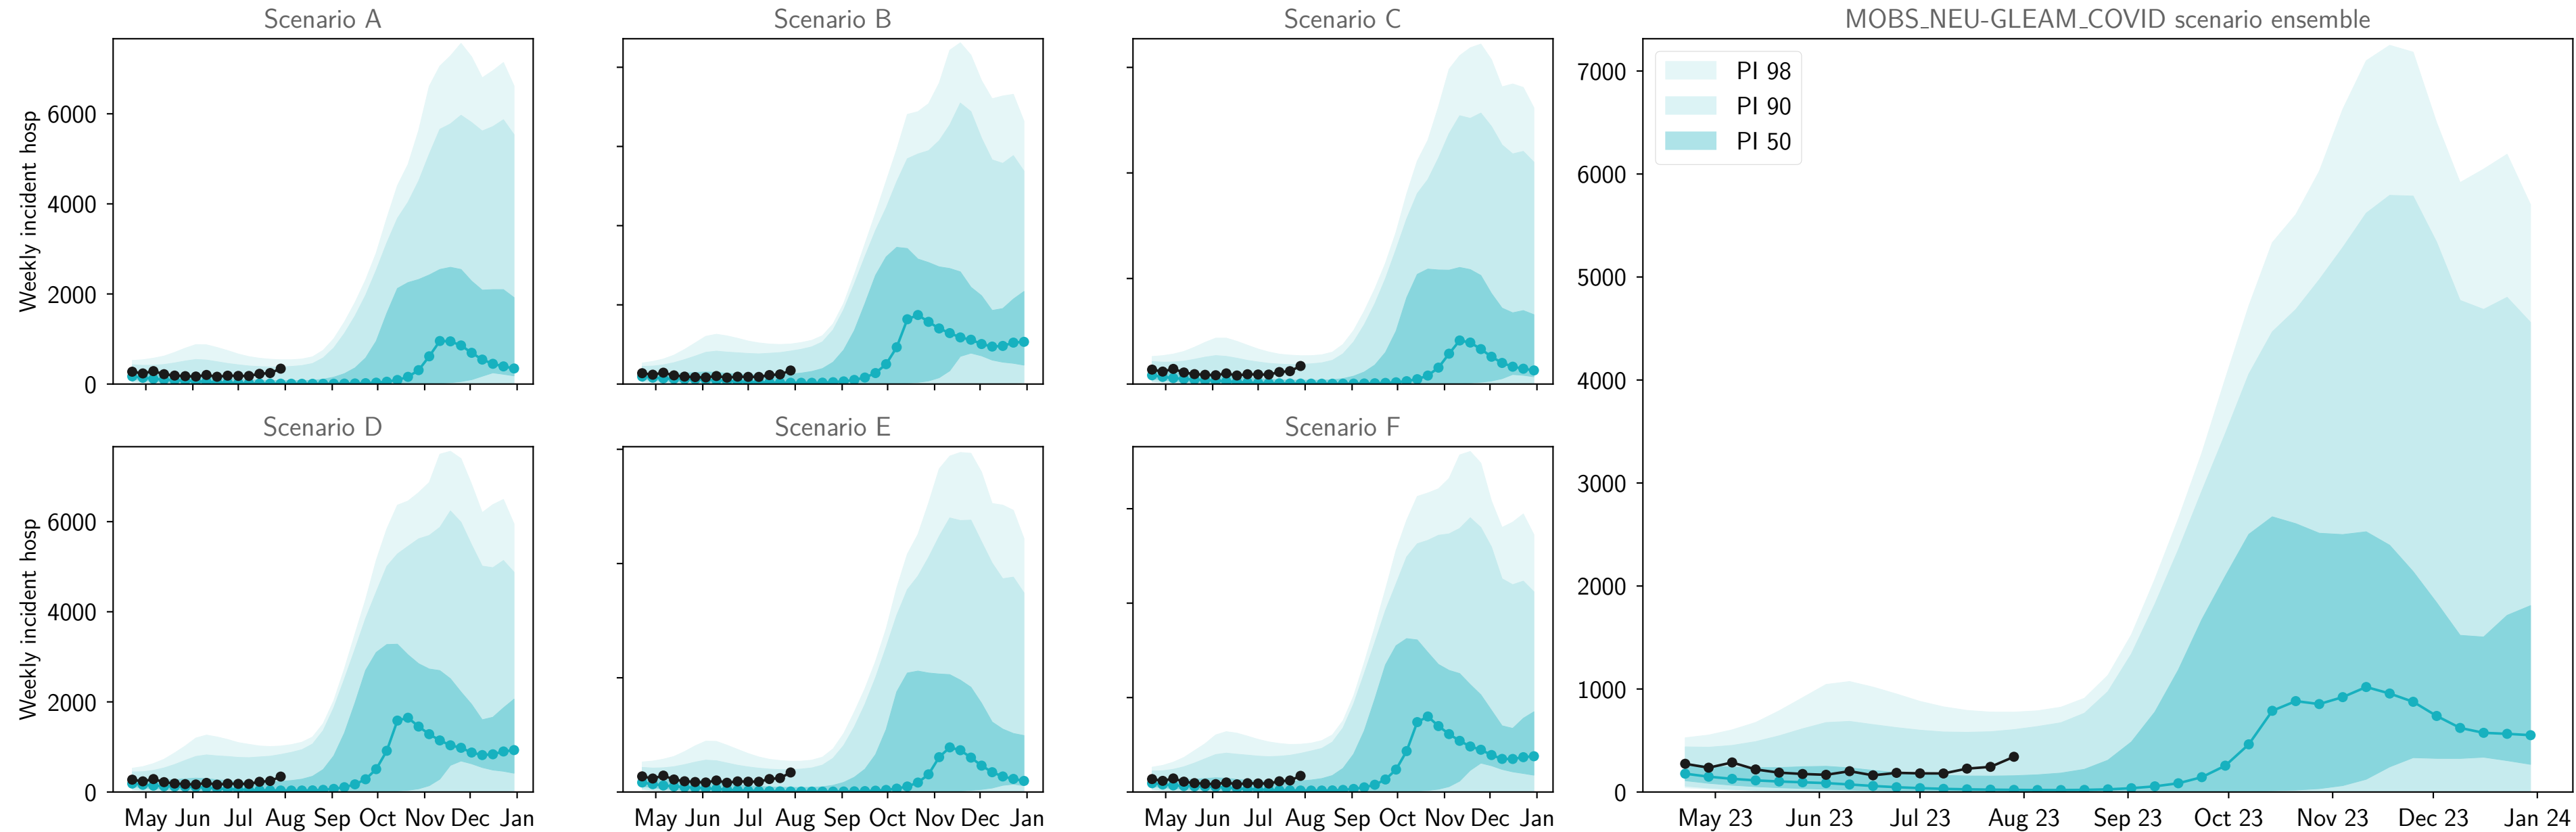 Scenario A
Scenario B
Scenario C
MOBS_NEU-GLEAM_COVID scenario ensemble
Weekly incident hosp
6000
4000
2000
0
Scenario D
Scenario E
Scenario F
Weekly incident hosp
6000
4000
2000
0
May Jun Jul Aug Sep Oct Nov Dec Jan
May Jun Jul Aug Sep Oct Nov Dec Jan
May Jun Jul Aug Sep Oct Nov Dec Jan
PI 98
PI 90
PI 50
7000
6000
5000
4000
3000
2000
1000
0
May 23 Jun 23 Jul 23 Aug 23 Sep 23 Oct 23 Nov 23 Dec 23 Jan 24